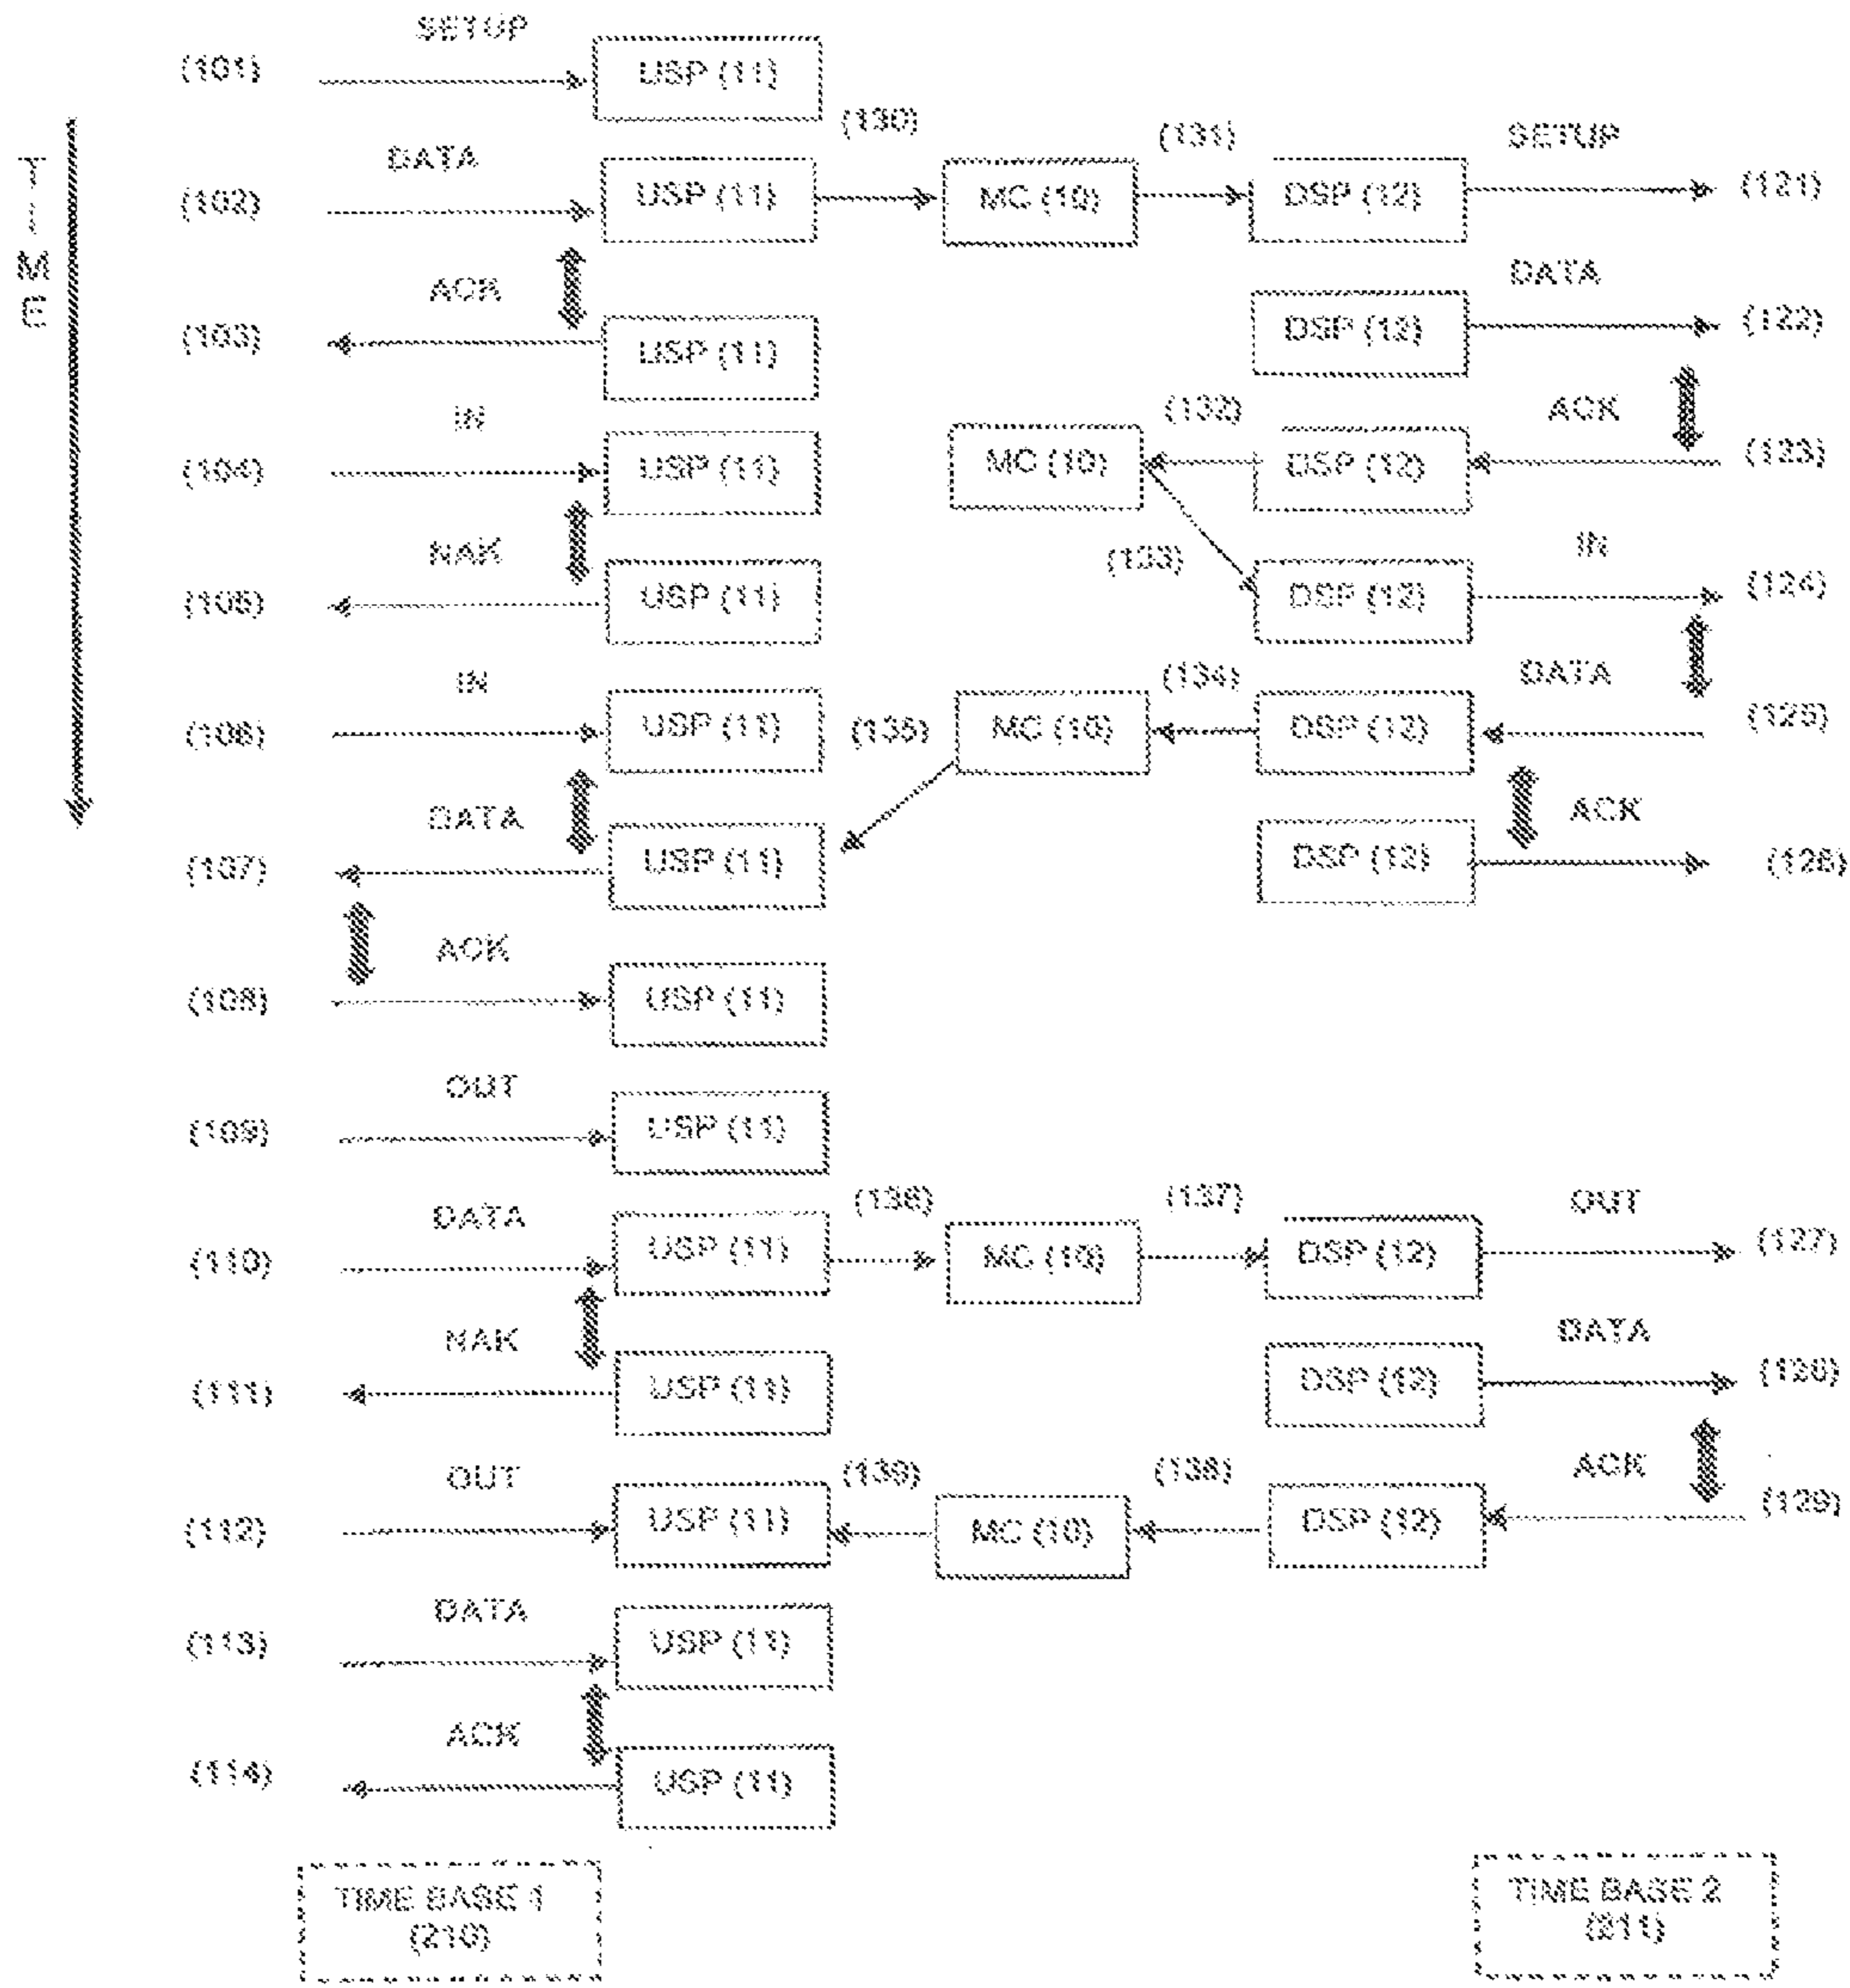 SETUP
(101) USP (11)
(130) (131) SETUP
DATA
(102) USP (11) MC (10) DSP (12) (121)
TIME
ACK DATA
(103) USP (11) DSP (12) (122)
IN (132) ACK
(104) USP (11) MC (10) DSP (12) (123)
NAK (133) IN
(105) USP (11) DSP (12) (124)
IN (134) DATA
(106) USP (11) (135) MC (10) DSP (12) (125)
DATA ACK
(107) USP (11) DSP (12) (126)
ACK
(108) USP (11)
OUT
(109) USP (11)
DATA (136) (137) OUT
(110) USP (11) MC (10) DSP (12) (127)
NAK DATA
(111) USP (11) DSP (12)
OUT (139) (138) ACK
(112) USP (11) MC (10) DSP (12) (129)
DATA
(113) USP (11)
ACK
(114) USP (11)
TIME BASE 1
(210)
TIME BASE 2
(211)